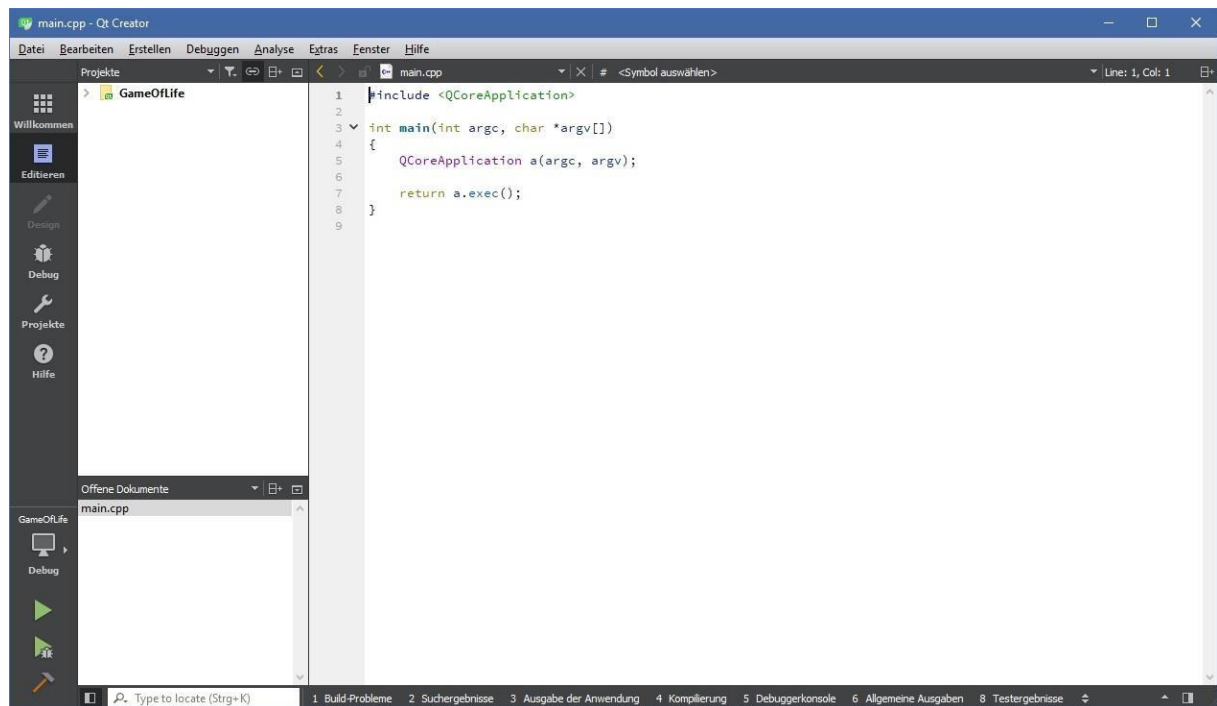 main.cpp - Qt Creator
Datei Bearbeiten Erstellen Debuggen Analyse Extras Fenster Hilfe
Projekte
main.cpp
# <Symbol auswählen>
Line: 1, Col: 1
Willkommen
Editieren
Design
Debug
Projekte
Hilfe
GameOfLife
1 #include <QCoreApplication>
2
3 int main(int argc, char *argv[])
4 {
5 QCoreApplication a(argc, argv);
6
7 return a.exec();
8 }
9
Offene Dokumente
main.cpp
GameOfLife
Debug
Type to locate (Strg+K)
1 Build-Probleme 2 Suchergebnisse 3 Ausgabe der Anwendung 4 Kompilierung 5 Debuggerkonsole 6 Allgemeine Ausgaben 8 Testergebnisse